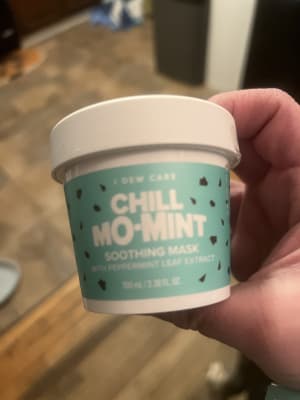 I DEW CARE
CHILL
MO-MINT
SOOTHING MASK
WITH PEPPERMINT LEAF EXTRACT
100 mL / 3.38 FL. OZ.